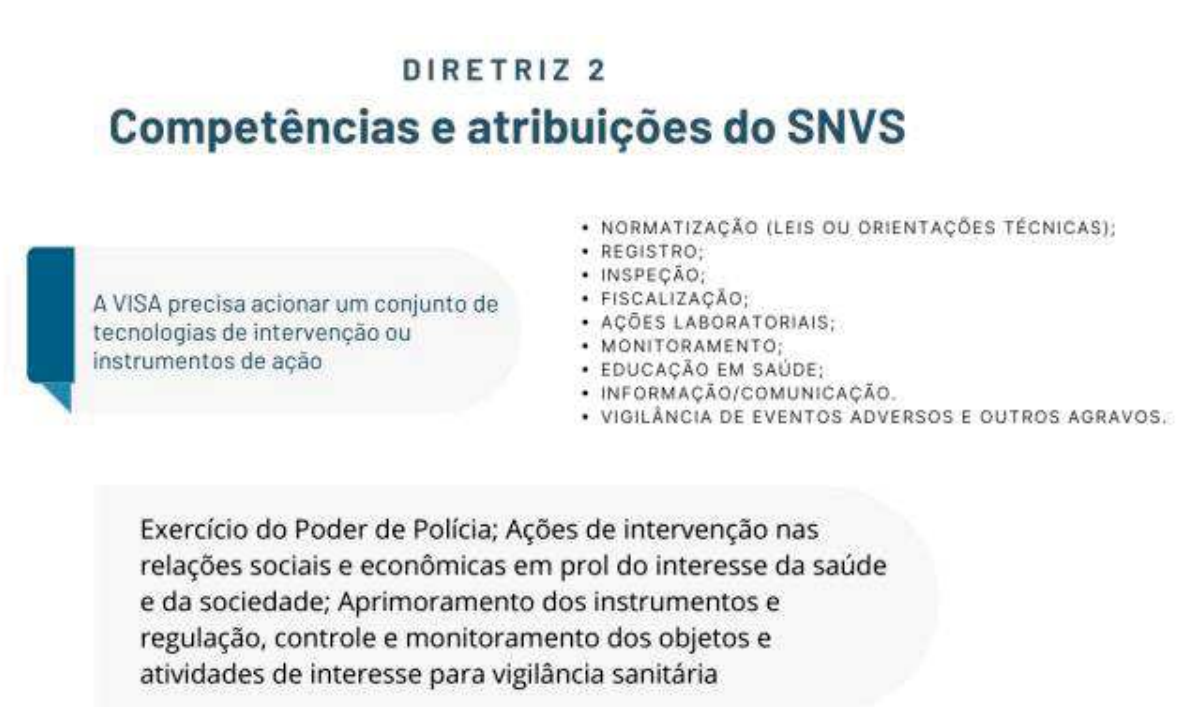 DIRETRIZ 2
Competências e atribuições do SNVS
A VISA precisa acionar um conjunto de
tecnologias de intervenção ou
instrumentos de ação
• NORMATIZAÇÃO (LEIS OU ORIENTAÇÕES TÉCNICAS);
• REGISTRO;
• INSPEÇÃO;
• FISCALIZAÇÃO;
• AÇÕES LABORATORIAIS;
• MONITORAMENTO;
• EDUCAÇÃO EM SAÚDE;
• INFORMAÇÃO/COMUNICAÇÃO.
• VIGILÂNCIA DE EVENTOS ADVERSOS E OUTROS AGRAVOS.
Exercício do Poder de Polícia; Ações de intervenção nas
relações sociais e econômicas em prol do interesse da saúde
e da sociedade; Aprimoramento dos instrumentos e
regulação, controle e monitoramento dos objetos e
atividades de interesse para vigilância sanitária